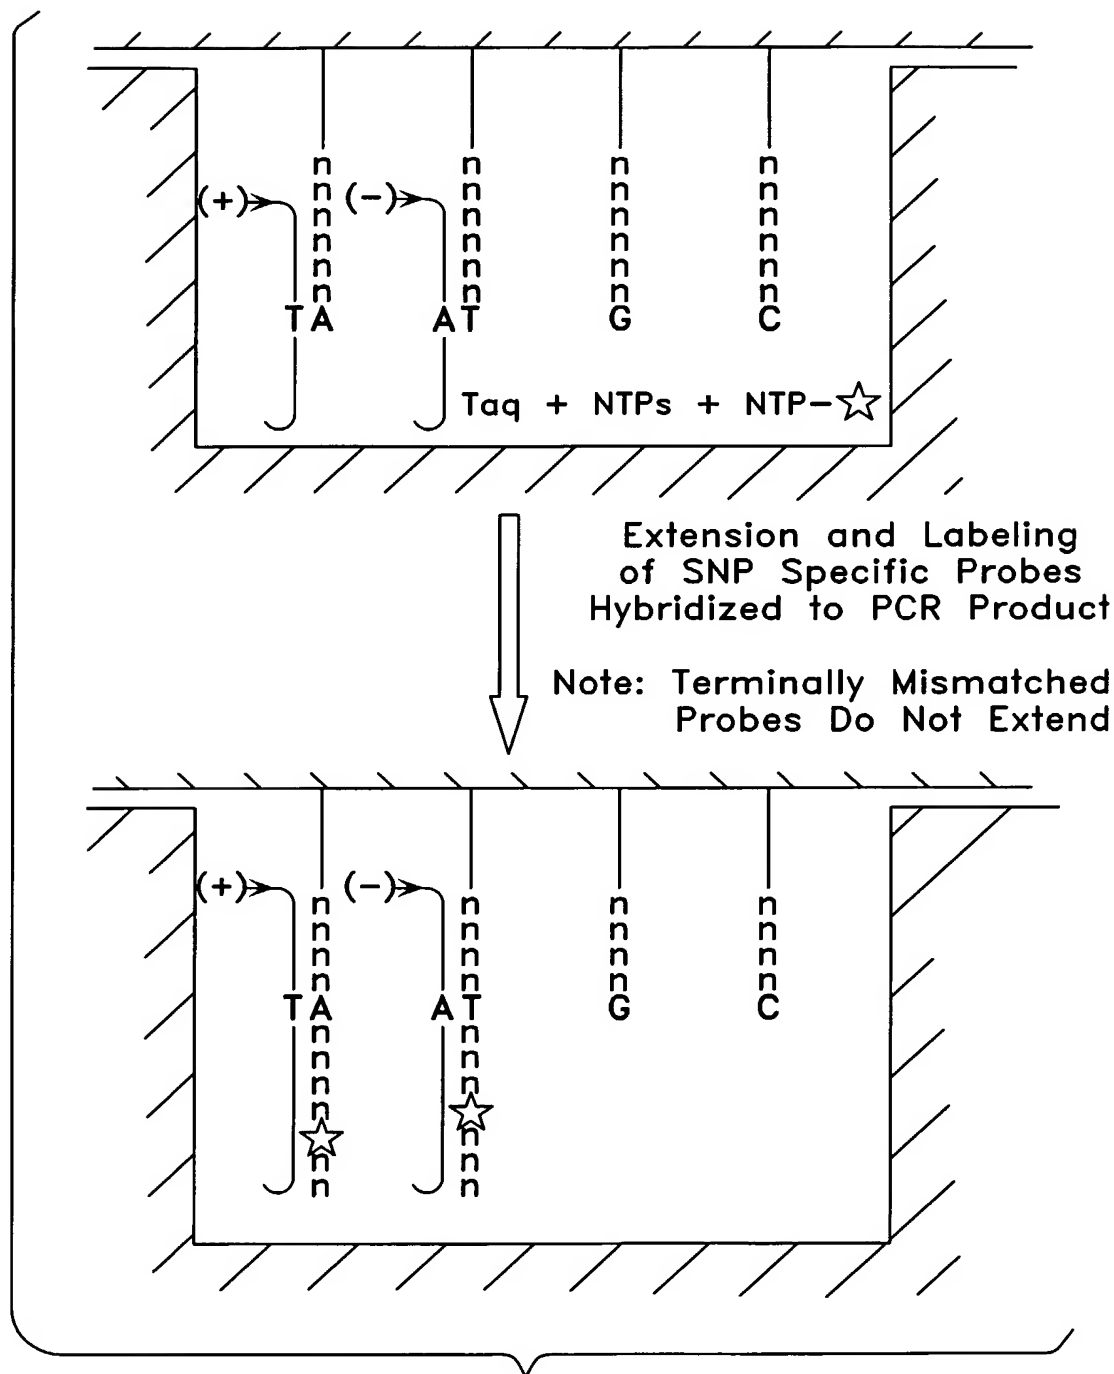 n n n n
n n n n
(+) (-)
n n n n
n n n n
n n n n
n n n n
T A A T G C
Taq + NTPs + NTP-☆
Extension and Labeling
of SNP Specific Probes
Hybridized to PCR Product
Note: Terminally Mismatched
Probes Do Not Extend
(+) (-)
n n n n
n n n n
n n n n
n n n n
T A A T G C
n n
n n
n n
n
n
n n
n n